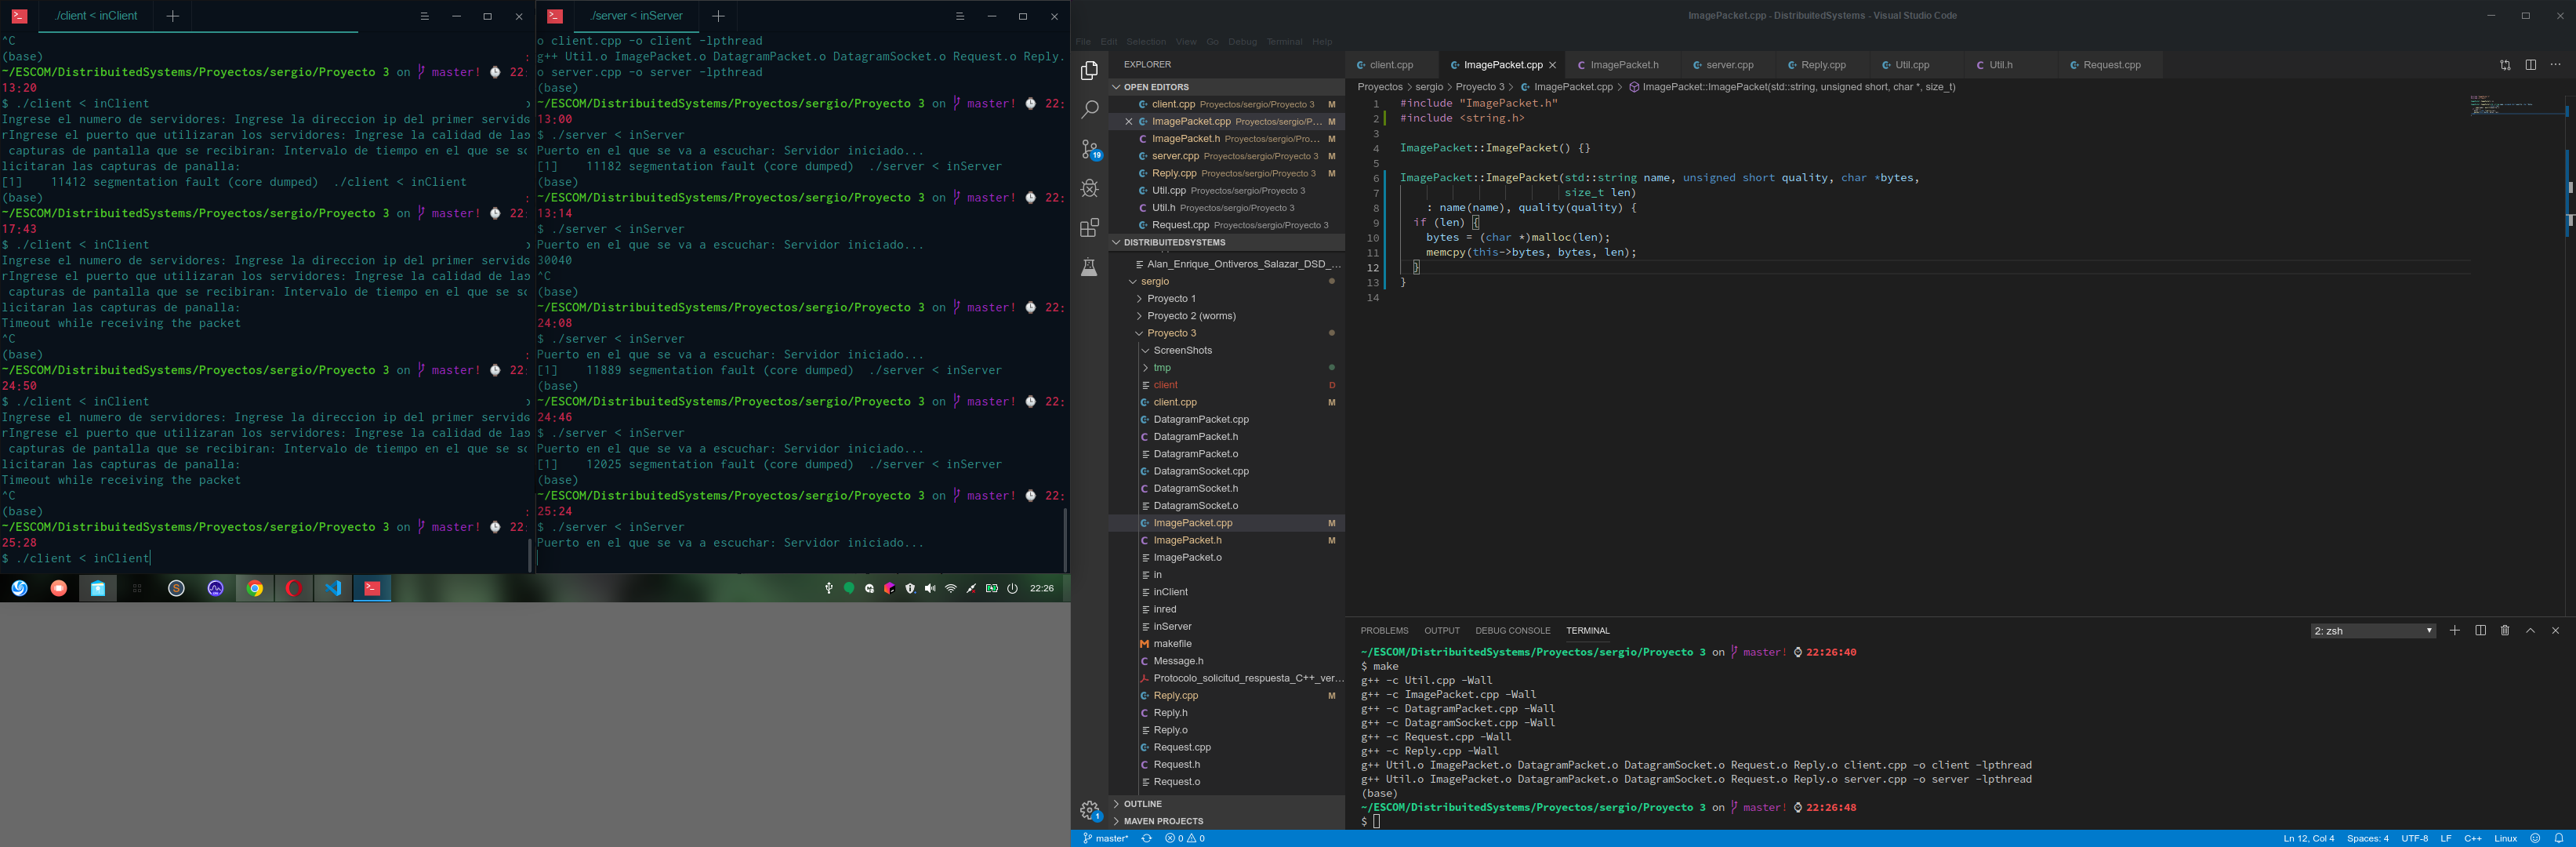 ./client < inClient
^C
(base)
~/ESCOM/DistribuitedSystems/Proyectos/sergio/Proyecto 3 on master! 22:
13:20
$ ./client < inClient
Ingrese el numero de servidores: Ingrese la direccion ip del primer servido
rIngrese el puerto que utilizaran los servidores: Ingrese la calidad de las
capturas de pantalla que se recibiran: Intervalo de tiempo en el que se so
licitaran las capturas de panalla:
[1]    11412 segmentation fault (core dumped)  ./client < inClient
(base)
~/ESCOM/DistribuitedSystems/Proyectos/sergio/Proyecto 3 on master! 22:
17:43
$ ./client < inClient
Ingrese el numero de servidores: Ingrese la direccion ip del primer servido
rIngrese el puerto que utilizaran los servidores: Ingrese la calidad de las
capturas de pantalla que se recibiran: Intervalo de tiempo en el que se so
licitaran las capturas de panalla:
Timeout while receiving the packet
^C
(base)
~/ESCOM/DistribuitedSystems/Proyectos/sergio/Proyecto 3 on master! 22:
24:50
$ ./client < inClient
Ingrese el numero de servidores: Ingrese la direccion ip del primer servido
rIngrese el puerto que utilizaran los servidores: Ingrese la calidad de las
capturas de pantalla que se recibiran: Intervalo de tiempo en el que se so
licitaran las capturas de panalla:
Timeout while receiving the packet
^C
(base)
~/ESCOM/DistribuitedSystems/Proyectos/sergio/Proyecto 3 on master! 22:
25:28
$ ./client < inClient
./server < inServer
o client.cpp -o client -lpthread
g++ Util.o ImagePacket.o DatagramPacket.o DatagramSocket.o Request.o Reply.
o server.cpp -o server -lpthread
(base)
~/ESCOM/DistribuitedSystems/Proyectos/sergio/Proyecto 3 on master! 22:
13:00
$ ./server < inServer
Puerto en el que se va a escuchar: Servidor iniciado...
[1]    11182 segmentation fault (core dumped)  ./server < inServer
(base)
~/ESCOM/DistribuitedSystems/Proyectos/sergio/Proyecto 3 on master! 22:
13:14
$ ./server < inServer
Puerto en el que se va a escuchar: Servidor iniciado...
30040
^C
(base)
~/ESCOM/DistribuitedSystems/Proyectos/sergio/Proyecto 3 on master! 22:
24:08
$ ./server < inServer
Puerto en el que se va a escuchar: Servidor iniciado...
[1]    11889 segmentation fault (core dumped)  ./server < inServer
(base)
~/ESCOM/DistribuitedSystems/Proyectos/sergio/Proyecto 3 on master! 22:
24:46
$ ./server < inServer
Puerto en el que se va a escuchar: Servidor iniciado...
[1]    12025 segmentation fault (core dumped)  ./server < inServer
(base)
~/ESCOM/DistribuitedSystems/Proyectos/sergio/Proyecto 3 on master! 22:
25:24
$ ./server < inServer
Puerto en el que se va a escuchar: Servidor iniciado...
22:26
ImagePacket.cpp - DistribuitedSystems - Visual Studio Code
File Edit Selection View Go Debug Terminal Help
EXPLORER
OPEN EDITORS
client.cpp Proyectos/sergio/Proyecto 3 M
ImagePacket.cpp Proyectos/sergio/P... M
ImagePacket.h Proyectos/sergio/Pro... M
server.cpp Proyectos/sergio/Proyecto 3 M
Reply.cpp Proyectos/sergio/Proyecto 3 M
Util.cpp Proyectos/sergio/Proyecto 3
Util.h Proyectos/sergio/Proyecto 3
Request.cpp Proyectos/sergio/Proyecto 3
19
DISTRIBUITEDSYSTEMS
Alan_Enrique_Ontiveros_Salazar_DSD_...
sergio
Proyecto 1
Proyecto 2 (worms)
Proyecto 3
ScreenShots
tmp
client D
client.cpp M
DatagramPacket.cpp
DatagramPacket.h
DatagramPacket.o
DatagramSocket.cpp
DatagramSocket.h
DatagramSocket.o
ImagePacket.cpp M
ImagePacket.h M
ImagePacket.o
in
inClient
inred
inServer
makefile
Message.h
Protocolo_solicitud_respuesta_C++_ver...
Reply.cpp M
Reply.h
Reply.o
Request.cpp
Request.h
Request.o
OUTLINE
MAVEN PROJECTS
1
client.cpp ImagePacket.cpp ImagePacket.h server.cpp Reply.cpp Util.cpp Util.h Request.cpp
Proyectos > sergio > Proyecto 3 > ImagePacket.cpp > ImagePacket::ImagePacket(std::string, unsigned short, char *, size_t)
1 #include "ImagePacket.h"
2 #include <string.h>
3
4 ImagePacket::ImagePacket() {}
5
6 ImagePacket::ImagePacket(std::string name, unsigned short quality, char *bytes,
7 size_t len)
8 : name(name), quality(quality) {
9 if (len) {
10 bytes = (char *)malloc(len);
11 memcpy(this->bytes, bytes, len);
12 }
13 }
14
PROBLEMS OUTPUT DEBUG CONSOLE TERMINAL 2: zsh
~/ESCOM/DistribuitedSystems/Proyectos/sergio/Proyecto 3 on master! 22:26:40
$ make
g++ -c Util.cpp -Wall
g++ -c ImagePacket.cpp -Wall
g++ -c DatagramPacket.cpp -Wall
g++ -c DatagramSocket.cpp -Wall
g++ -c Request.cpp -Wall
g++ -c Reply.cpp -Wall
g++ Util.o ImagePacket.o DatagramPacket.o DatagramSocket.o Request.o Reply.o client.cpp -o client -lpthread
g++ Util.o ImagePacket.o DatagramPacket.o DatagramSocket.o Request.o Reply.o server.cpp -o server -lpthread
(base)
~/ESCOM/DistribuitedSystems/Proyectos/sergio/Proyecto 3 on master! 22:26:48
$
master* 0 0 Ln 12, Col 4 Spaces: 4 UTF-8 LF C++ Linux